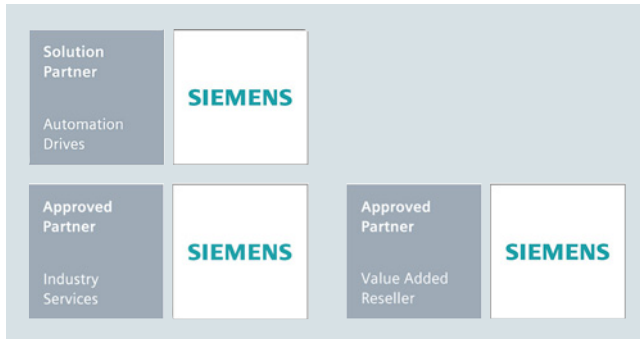 Solution
Partner
Automation
Drives
SIEMENS
Approved
Partner
Industry
Services
SIEMENS
Approved
Partner
Value Added
Reseller
SIEMENS